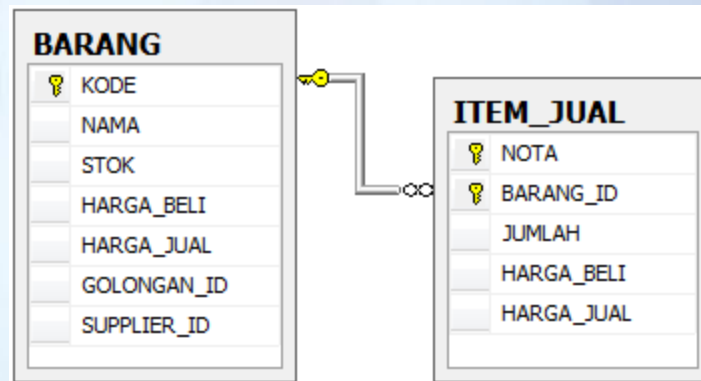 BARANG
KODE
NAMA
STOK
HARGA_BELI
HARGA_JUAL
GOLONGAN_ID
SUPPLIER_ID
ITEM_JUAL
NOTA
BARANG_ID
JUMLAH
HARGA_BELI
HARGA_JUAL